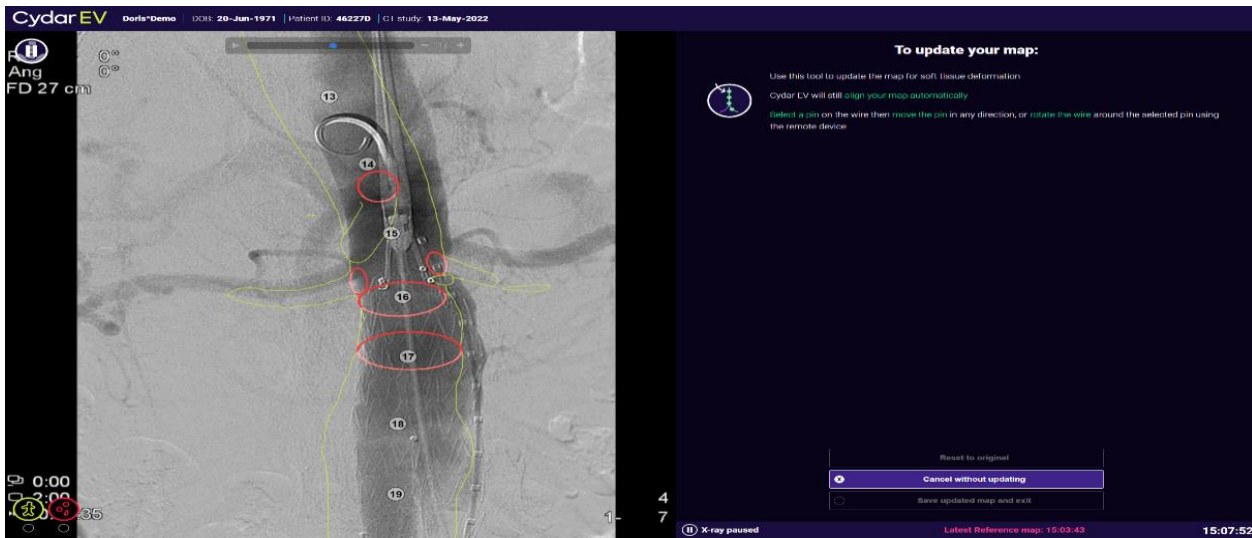 Cydar EV Doris^Demo DOB: 20-Jun-1971 Patient ID: 46227D CT study: 13-May-2022
0°
Ang 0°
FD 27 cm
13
14
15
16
17
18
19
0:00
35
4
1- 7
To update your map:
Use this tool to update the map for soft tissue deformation
Cydar EV will still align your map automatically
Select a pin on the wire then move the pin in any direction, or rotate the wire around the selected pin using
the remote device
Reset to original
Cancel without updating
Save updated map and exit
X-ray paused Latest Reference map: 15:03:43 15:07:52